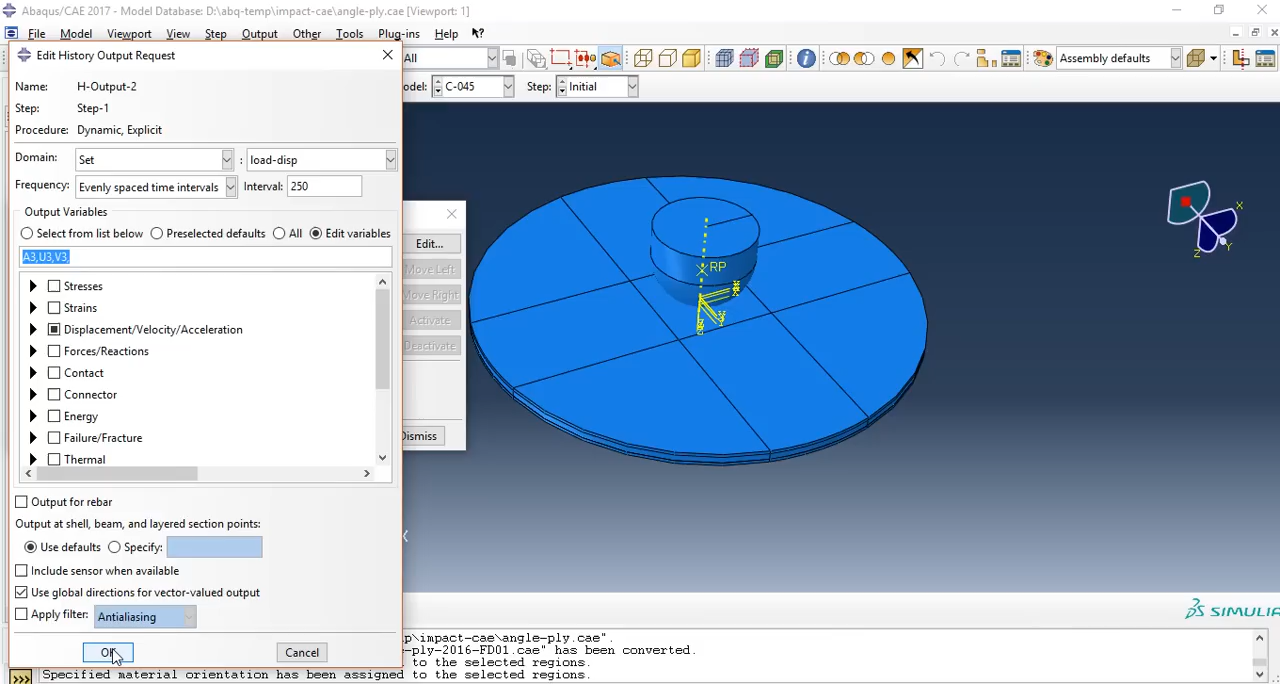 Abaqus/CAE 2017 - Model Database: D:\abq-temp\impact-cae\angle-ply.cae [Viewport: 1]
File Model Viewport View Step Output Other Tools Plug-ins Help
Edit History Output Request
All
Assembly defaults
Name: H-Output-2
odel: C-045 Step: Initial
Step: Step-1
Procedure: Dynamic, Explicit
Domain: Set : load-disp
Frequency: Evenly spaced time intervals Interval: 250
Output Variables
Select from list below Preselected defaults All Edit variables
A3,U3,V3,
Stresses
Strains
Displacement/Velocity/Acceleration
Forces/Reactions
Contact
Connector
Energy
Failure/Fracture
Thermal
Edit...
Move Left
Move Right
Activate
Deactivate
Dismiss
RP
X
Y
Z
Output for rebar
Output at shell, beam, and layered section points:
Use defaults Specify:
Include sensor when available
Use global directions for vector-valued output
Apply filter: Antialiasing
OK Cancel
SIMULIA
p\impact-cae\angle-ply.cae".
-ply-2016-FD01.cae" has been converted.
to the selected regions.
Specified material orientation has been assigned to the selected regions.
>>>